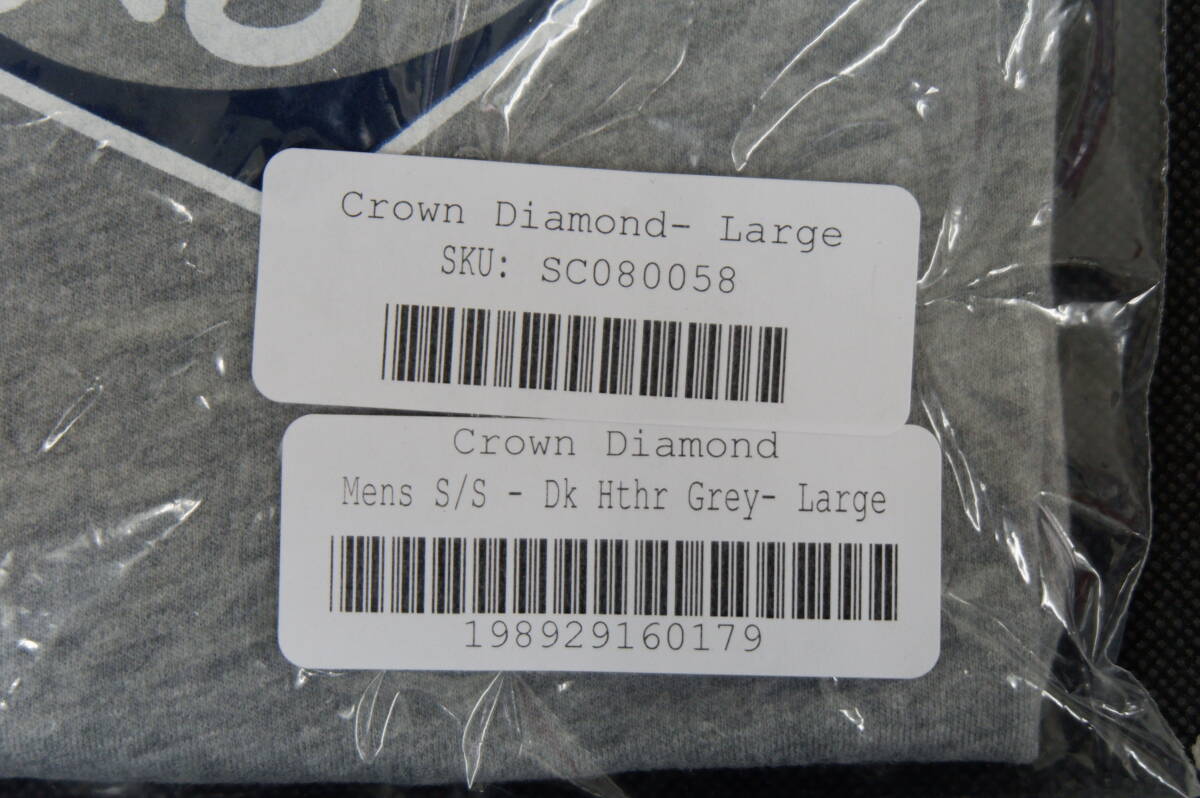 Crown Diamond- Large
SKU: SC080058
Crown Diamond
Mens S/S - Dk Hthr Grey- Large
198929160179